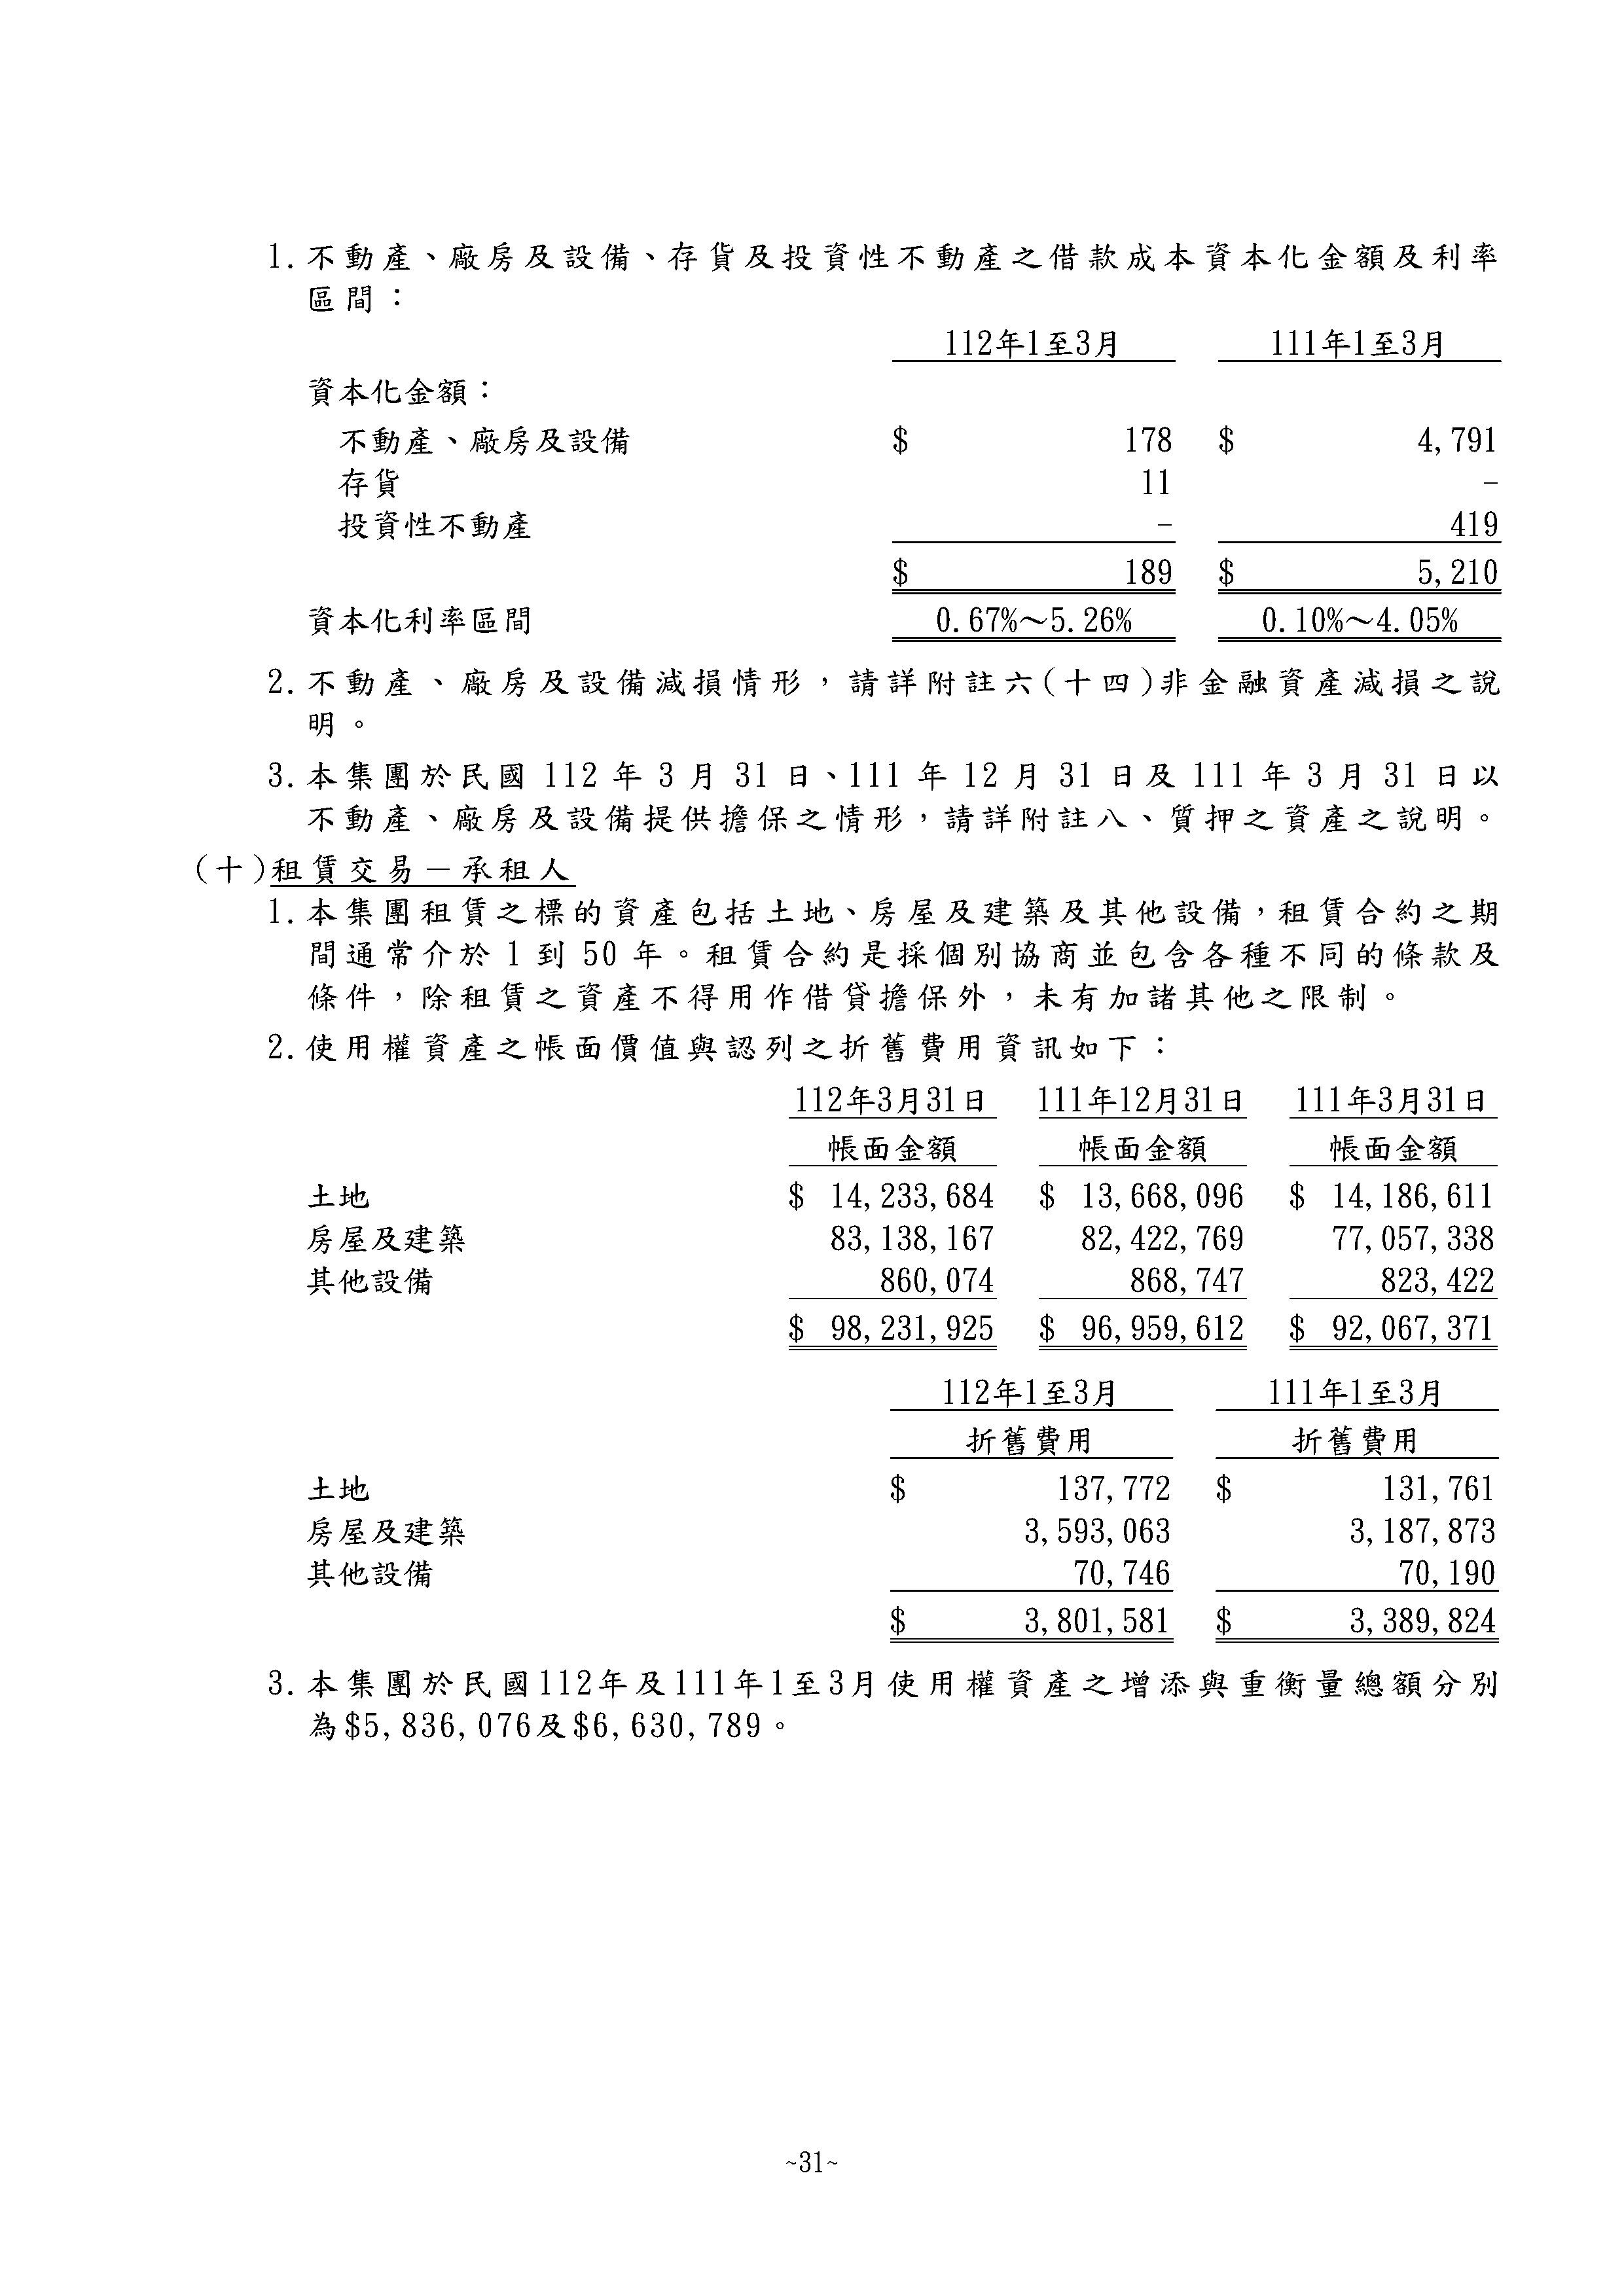 1.不動產、廠房及設備、存貨及投資性不動產之借款成本資本化金額及利率
區間：
112年1至3月 111年1至3月
資本化金額：
不動產、廠房及設備 $ 178 $ 4,791
存貨 11 -
投資性不動產 - 419
$ 189 $ 5,210
資本化利率區間 0.67%～5.26% 0.10%～4.05%
2.不動產、廠房及設備減損情形，請詳附註六(十四)非金融資產減損之說
明。
3.本集團於民國 112 年 3 月 31 日、111 年 12 月 31 日及 111 年 3 月 31 日以
不動產、廠房及設備提供擔保之情形，請詳附註八、質押之資產之說明。
(十)租賃交易－承租人
1.本集團租賃之標的資產包括土地、房屋及建築及其他設備，租賃合約之期
間通常介於 1 到 50 年。租賃合約是採個別協商並包含各種不同的條款及
條件，除租賃之資產不得用作借貸擔保外，未有加諸其他之限制。
2.使用權資產之帳面價值與認列之折舊費用資訊如下：
112年3月31日 111年12月31日 111年3月31日
帳面金額 帳面金額 帳面金額
土地 $ 14,233,684 $ 13,668,096 $ 14,186,611
房屋及建築 83,138,167 82,422,769 77,057,338
其他設備 860,074 868,747 823,422
$ 98,231,925 $ 96,959,612 $ 92,067,371
112年1至3月 111年1至3月
折舊費用 折舊費用
土地 $ 137,772 $ 131,761
房屋及建築 3,593,063 3,187,873
其他設備 70,746 70,190
$ 3,801,581 $ 3,389,824
3.本集團於民國112年及111年1至3月使用權資產之增添與重衡量總額分別
為$5,836,076及$6,630,789。
~31~